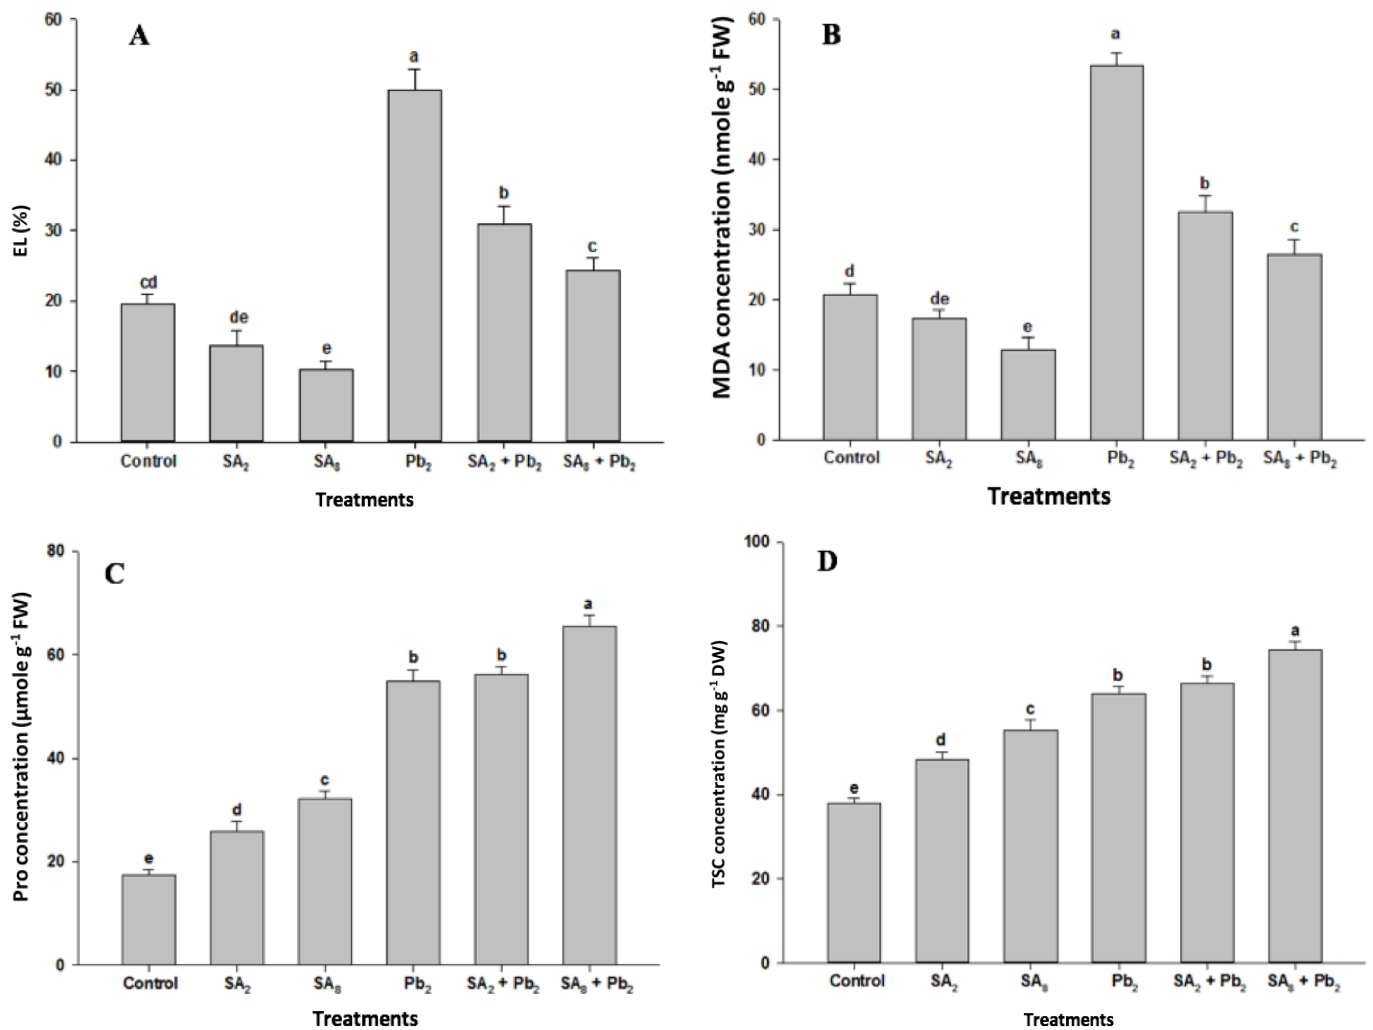 A
EL (%)
60
50
40
30
20
10
0
cd
de
e
a
b
c
Control SA₂ SA₈ Pb₂ SA₂ + Pb₂ SA₈ + Pb₂
Treatments
B
MDA concentration (nmole g⁻¹ FW)
60
50
40
30
20
10
0
d
de
e
a
b
c
Control SA₂ SA₈ Pb₂ SA₂ + Pb₂ SA₈ + Pb₂
Treatments
C
Pro concentration (µmole g⁻¹ FW)
80
60
40
20
0
e
d
c
b
b
a
Control SA₂ SA₈ Pb₂ SA₂ + Pb₂ SA₈ + Pb₂
Treatments
D
TSC concentration (mg g⁻¹ DW)
100
80
60
40
20
0
e
d
c
b
b
a
Control SA₂ SA₈ Pb₂ SA₂ + Pb₂ SA₈ + Pb₂
Treatments